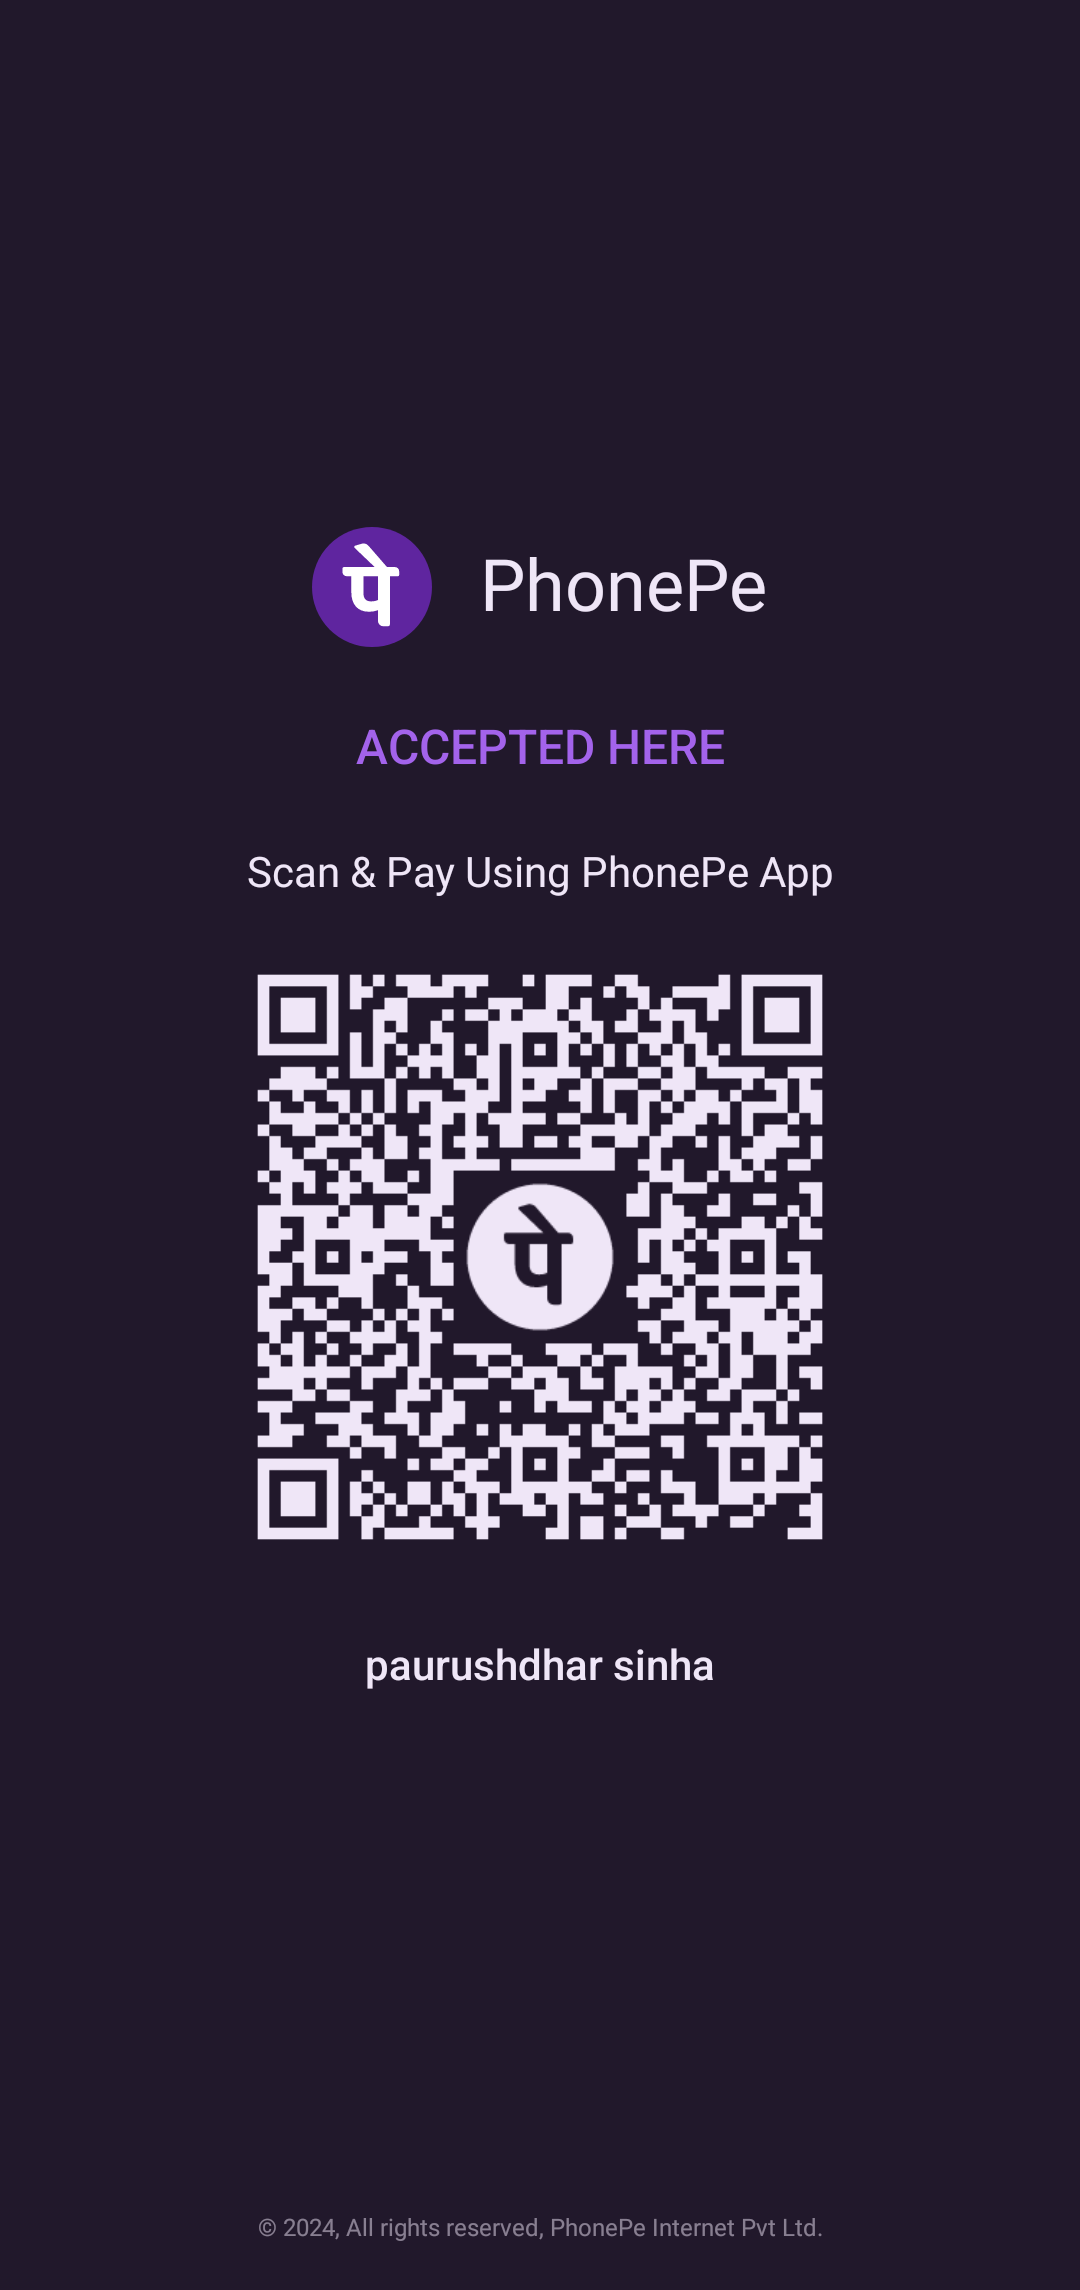 पे PhonePe
ACCEPTED HERE
Scan & Pay Using PhonePe App
पे
paurushdhar sinha
© 2024, All rights reserved, PhonePe Internet Pvt Ltd.